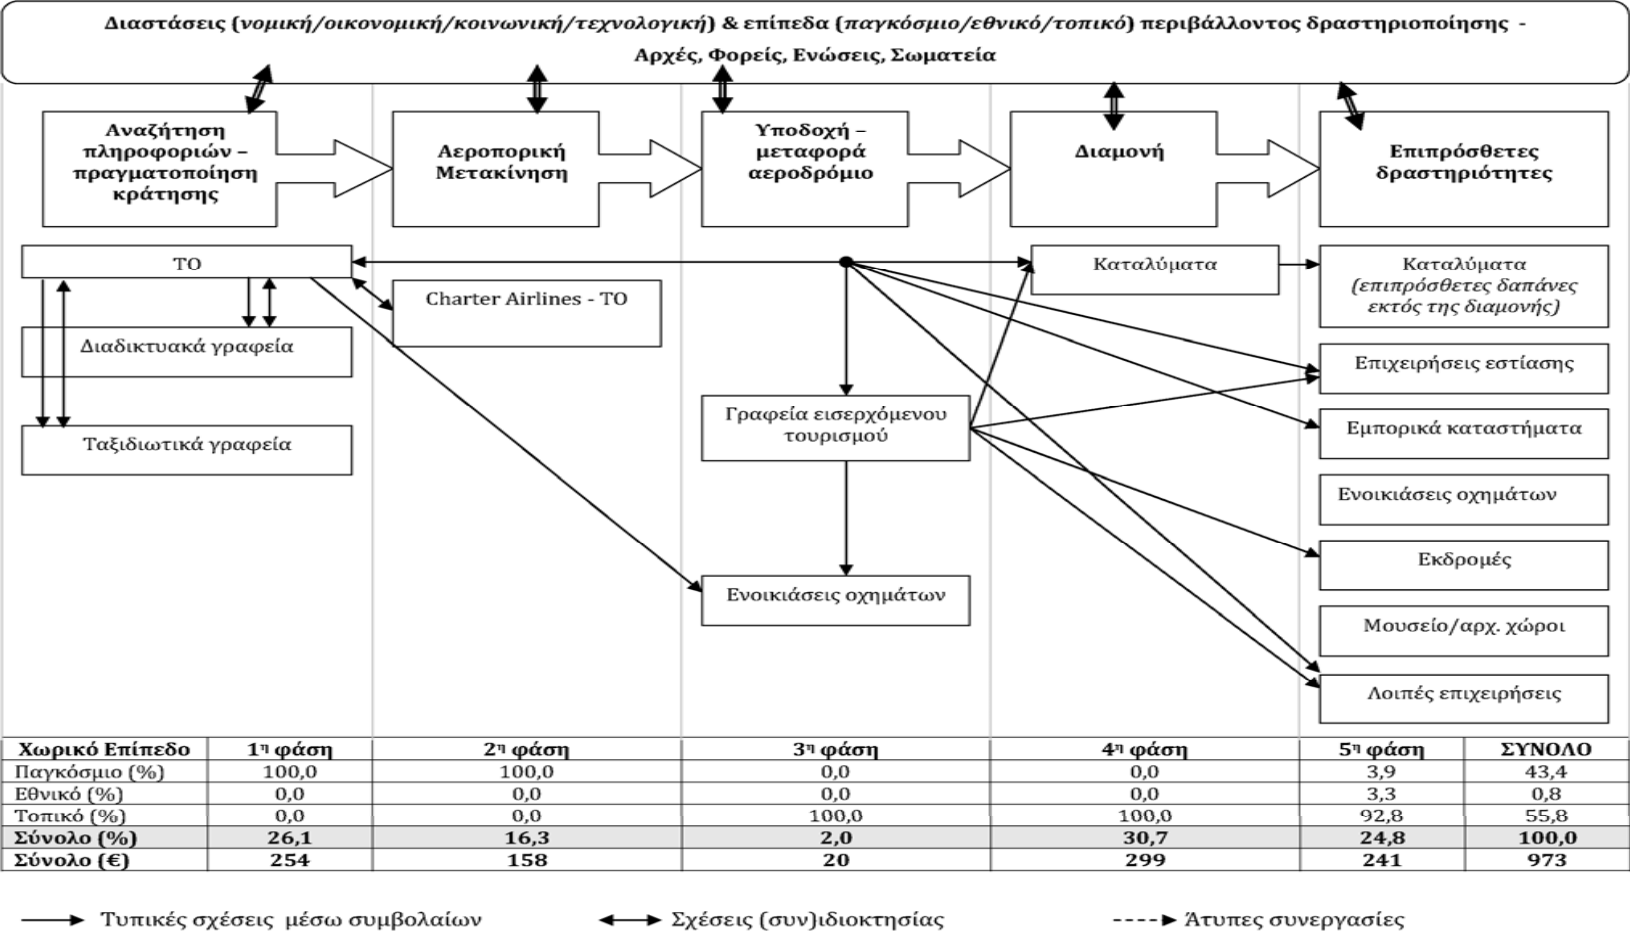 Διαστάσεις (νομική/οικονομική/κοινωνική/τεχνολογική) & επίπεδα (παγκόσμιο/εθνικό/τοπικό) περιβάλλοντος δραστηριοποίησης -
Αρχές, Φορείς, Ενώσεις, Σωματεία
Αναζήτηση
πληροφοριών –
πραγματοποίηση
κράτησης
Αεροπορική
Μετακίνηση
Υποδοχή –
μεταφορά
αεροδρόμιο
Διαμονή
Επιπρόσθετες
δραστηριότητες
ΤΟ
Διαδικτυακά γραφεία
Ταξιδιωτικά γραφεία
Charter Airlines - TO
Γραφεία εισερχόμενου
τουρισμού
Ενοικιάσεις οχημάτων
Καταλύματα
Καταλύματα
(επιπρόσθετες δαπάνες
εκτός της διαμονής)
Επιχειρήσεις εστίασης
Εμπορικά καταστήματα
Ενοικιάσεις οχημάτων
Εκδρομές
Μουσείο/αρχ. χώροι
Λοιπές επιχειρήσεις
Χωρικό Επίπεδο 1η φάση 2η φάση 3η φάση 4η φάση 5η φάση ΣΥΝΟΛΟ
Παγκόσμιο (%) 100,0 100,0 0,0 0,0 3,9 43,4
Εθνικό (%) 0,0 0,0 0,0 0,0 3,3 0,8
Τοπικό (%) 0,0 0,0 100,0 100,0 92,8 55,8
Σύνολο (%) 26,1 16,3 2,0 30,7 24,8 100,0
Σύνολο (€) 254 158 20 299 241 973
Τυπικές σχέσεις μέσω συμβολαίων Σχέσεις (συν)ιδιοκτησίας Άτυπες συνεργασίες